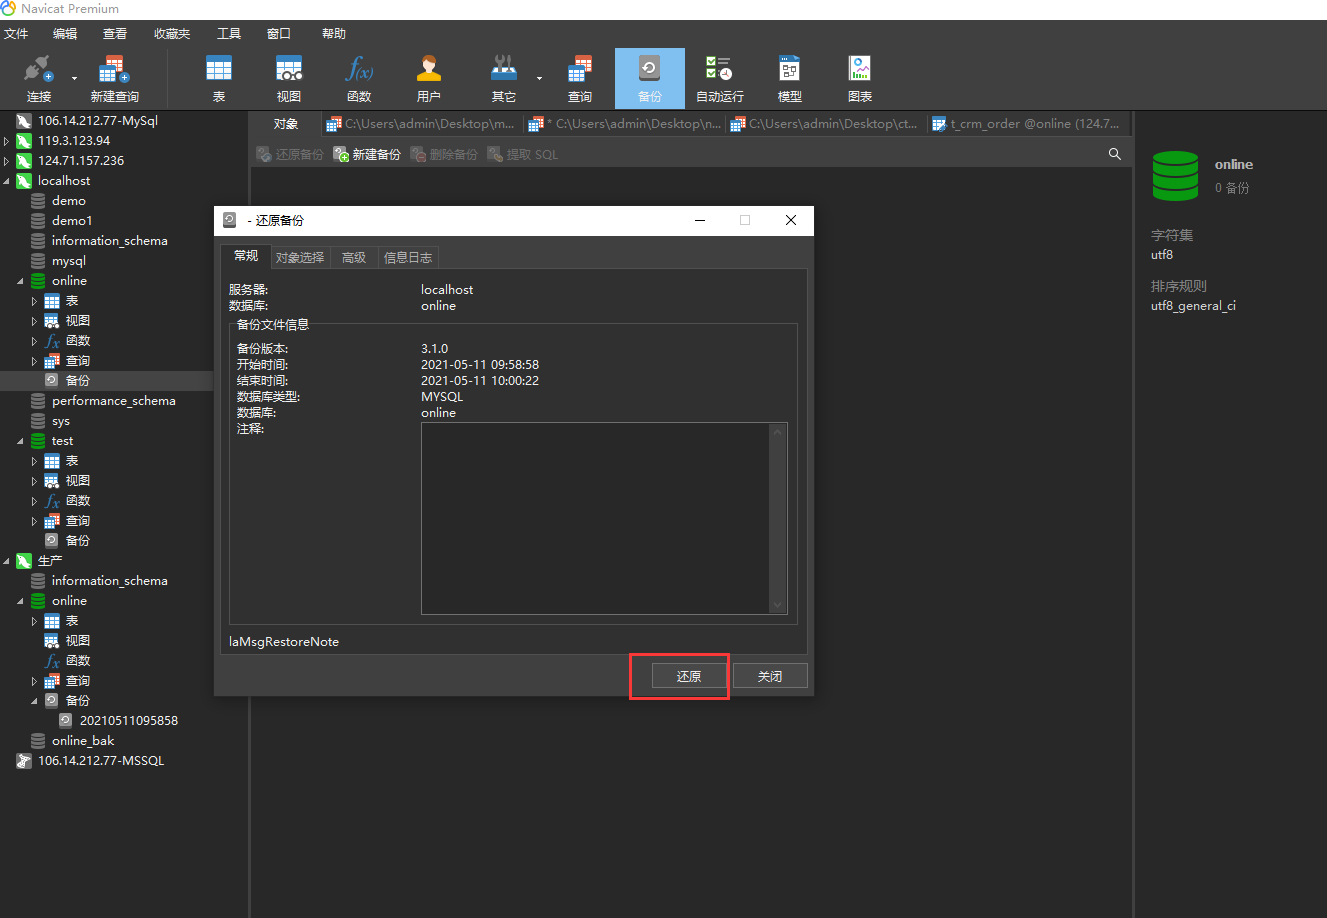 Navicat Premium
文件 编辑 查看 收藏夹 工具 窗口 帮助
连接 新建查询 表 视图 函数 用户 其它 查询 备份 自动运行 模型 图表
106.14.212.77-MySql
119.3.123.94
124.71.157.236
localhost
demo
demo1
information_schema
mysql
online
表
视图
函数
查询
备份
performance_schema
sys
test
表
视图
函数
查询
备份
生产
information_schema
online
表
视图
函数
查询
备份
20210511095858
online_bak
106.14.212.77-MSSQL
对象 C:\Users\admin\Desktop\m... * C:\Users\admin\Desktop\n... C:\Users\admin\Desktop\ct... t_crm_order @online (124.7...
还原备份 新建备份 删除备份 提取 SQL
- 还原备份
常规 对象选择 高级 信息日志
服务器: localhost
数据库: online
备份文件信息
备份版本: 3.1.0
开始时间: 2021-05-11 09:58:58
结束时间: 2021-05-11 10:00:22
数据库类型: MYSQL
数据库: online
注释:
laMsgRestoreNote
还原 关闭
online
0 备份
字符集
utf8
排序规则
utf8_general_ci